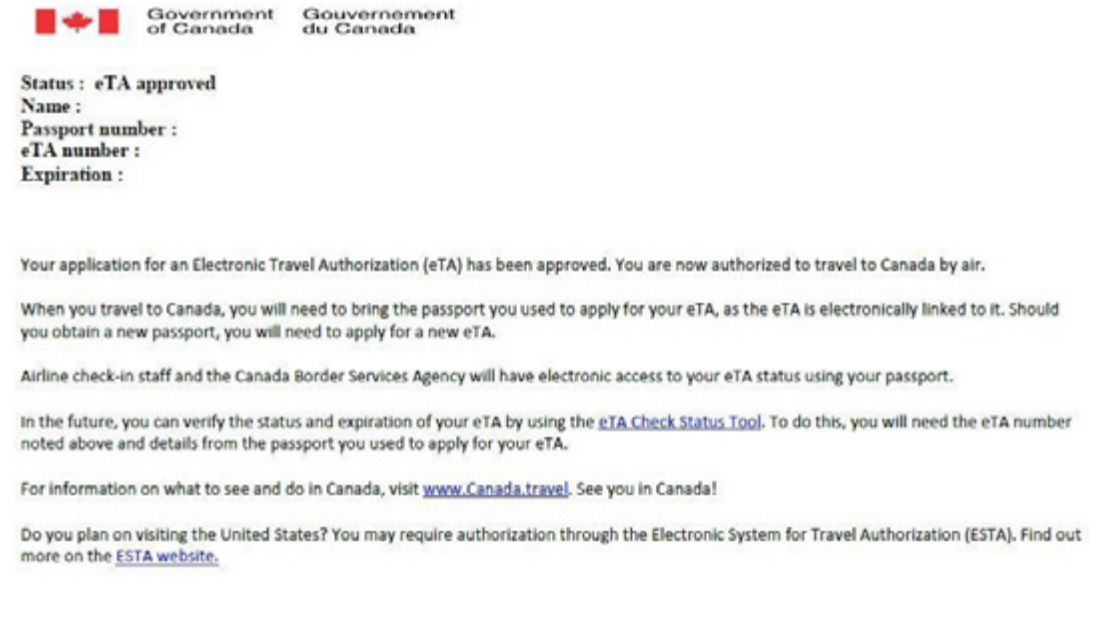 Government Gouvernement
of Canada du Canada
Status : eTA approved
Name :
Passport number :
eTA number :
Expiration :
Your application for an Electronic Travel Authorization (eTA) has been approved. You are now authorized to travel to Canada by air.
When you travel to Canada, you will need to bring the passport you used to apply for your eTA, as the eTA is electronically linked to it. Should
you obtain a new passport, you will need to apply for a new eTA.
Airline check-in staff and the Canada Border Services Agency will have electronic access to your eTA status using your passport.
In the future, you can verify the status and expiration of your eTA by using the eTA Check Status Tool. To do this, you will need the eTA number
noted above and details from the passport you used to apply for your eTA.
For information on what to see and do in Canada, visit www.Canada.travel. See you in Canada!
Do you plan on visiting the United States? You may require authorization through the Electronic System for Travel Authorization (ESTA). Find out
more on the ESTA website.